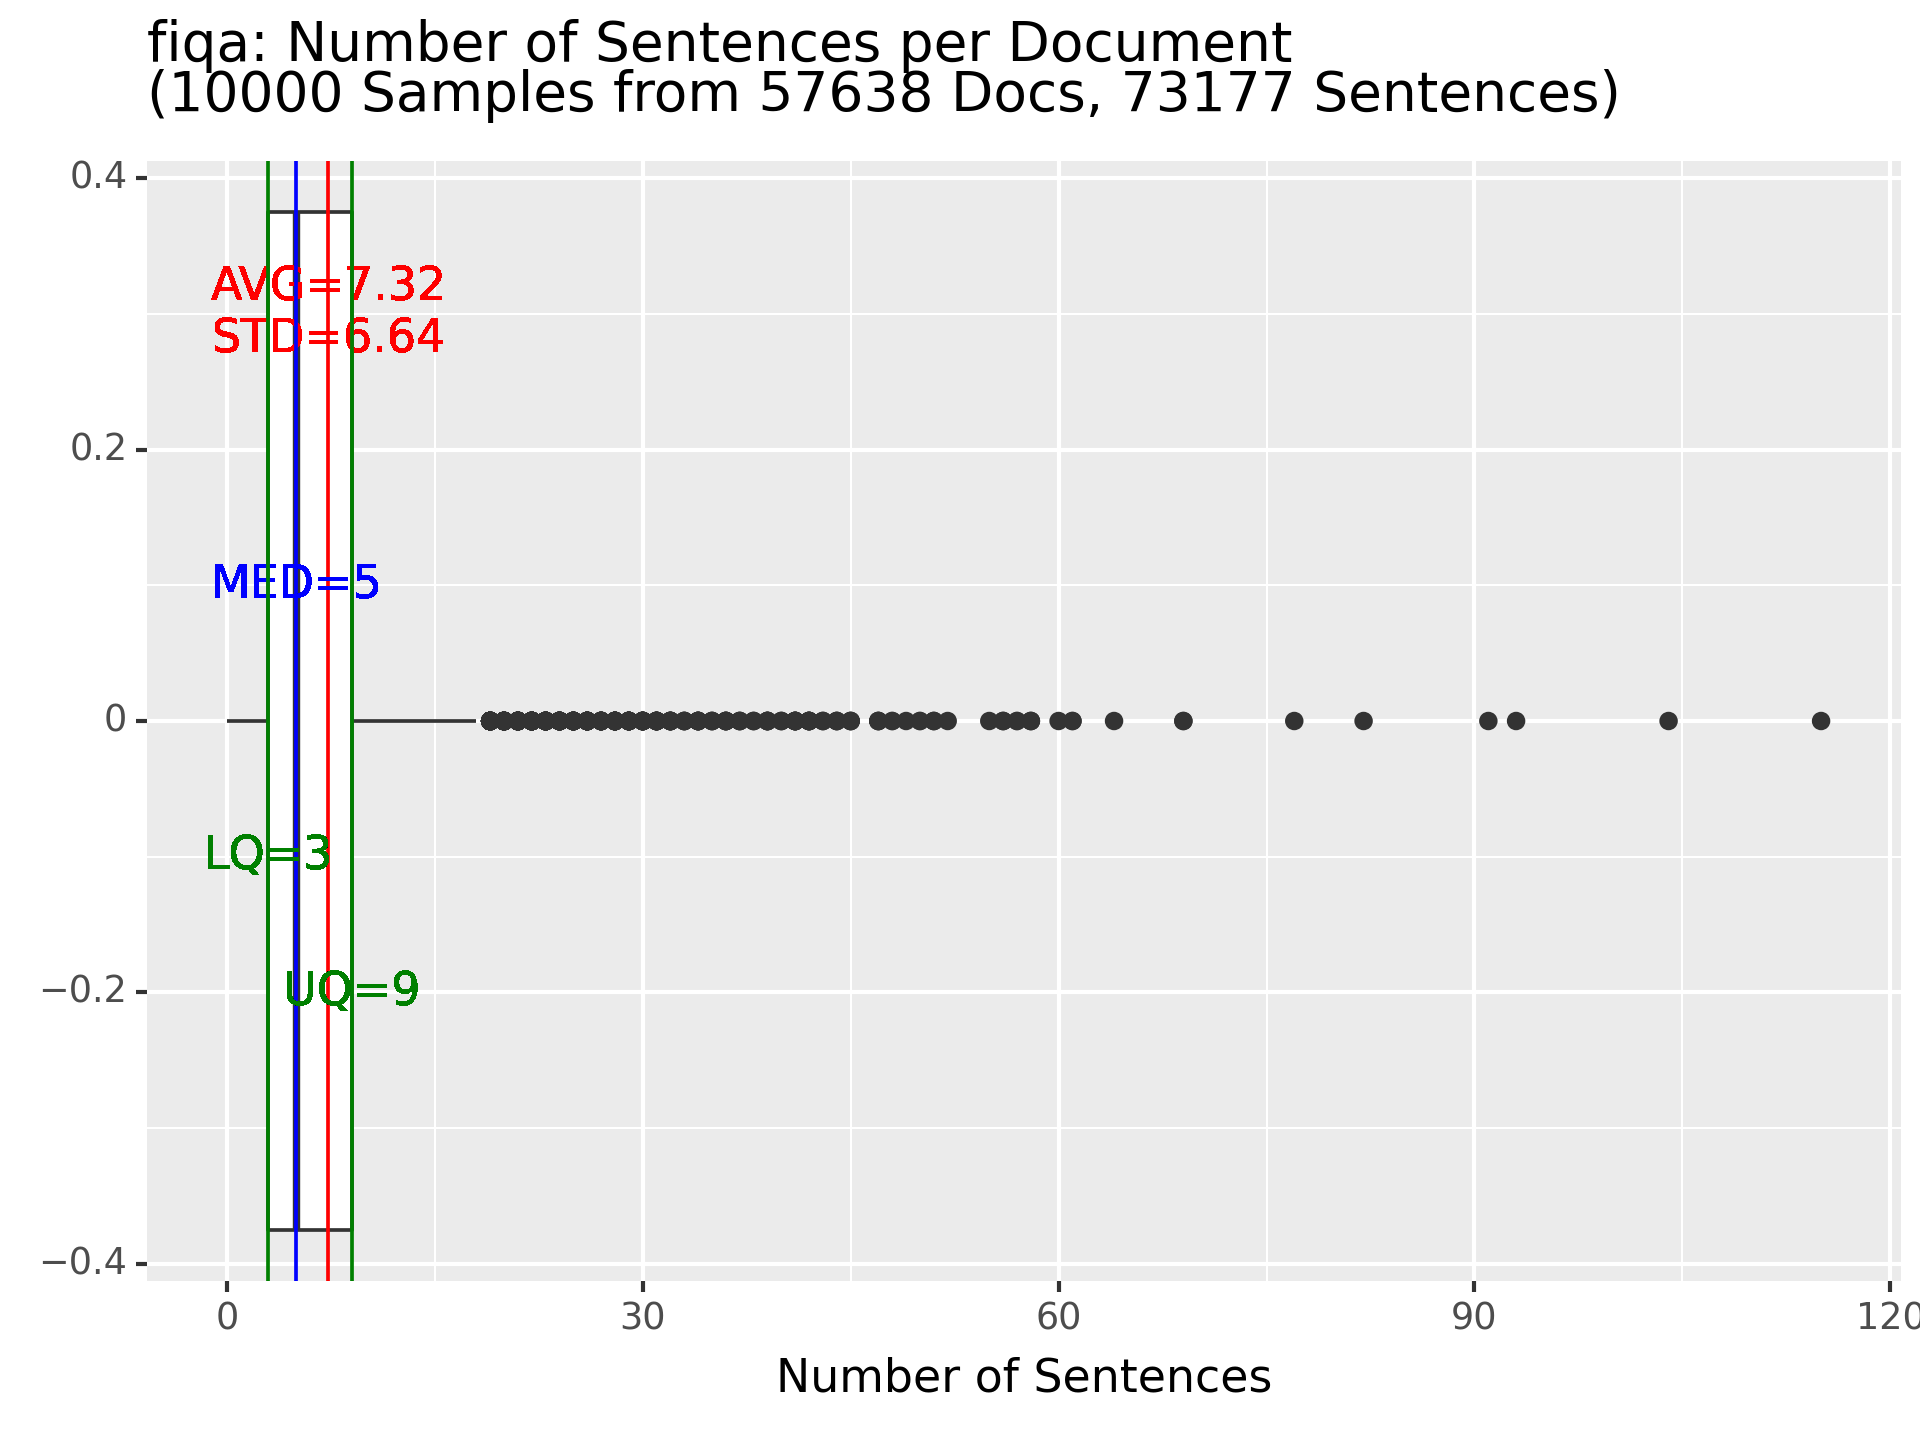 fiqa: Number of Sentences per Document
(10000 Samples from 57638 Docs, 73177 Sentences)
0.4
AVG=7.32
STD=6.64
0.2
MED=5
0
LQ=3
−0.2
UQ=9
−0.4
0 30 60 90 120
Number of Sentences